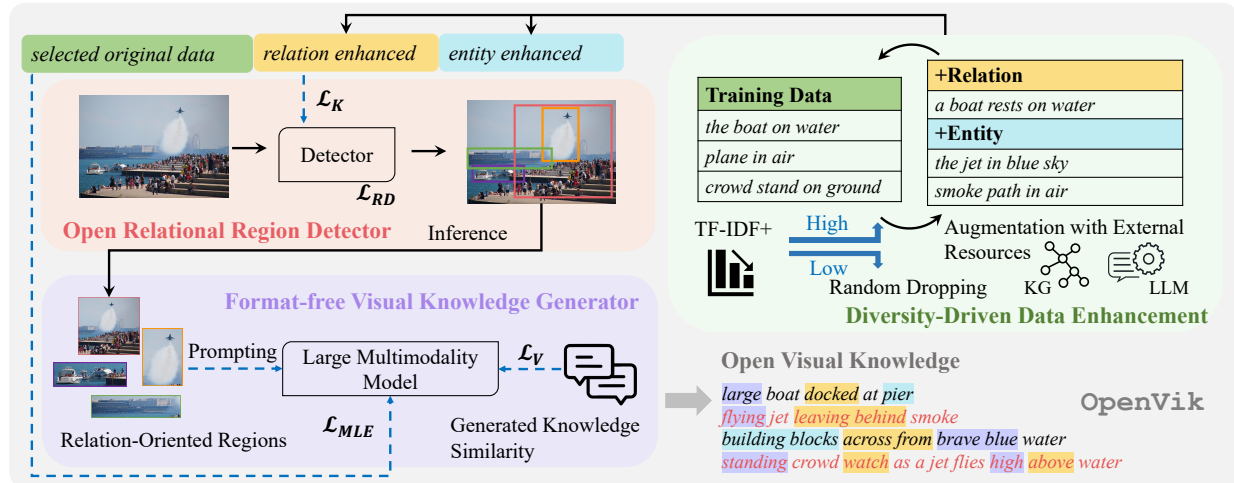 selected original data
relation enhanced
entity enhanced
ℒ_K
Detector
ℒ_RD
Open Relational Region Detector
Inference
Format-free Visual Knowledge Generator
Prompting
Large Multimodality
Model
ℒ_V
ℒ_MLE
Relation-Oriented Regions
Generated Knowledge
Similarity
Training Data
the boat on water
plane in air
crowd stand on ground
+Relation
a boat rests on water
+Entity
the jet in blue sky
smoke path in air
TF-IDF+
High
Low
Augmentation with External
Resources
Random Dropping
KG
LLM
Diversity-Driven Data Enhancement
Open Visual Knowledge
large boat docked at pier
flying jet leaving behind smoke
building blocks across from brave blue water
standing crowd watch as a jet flies high above water
OpenVik